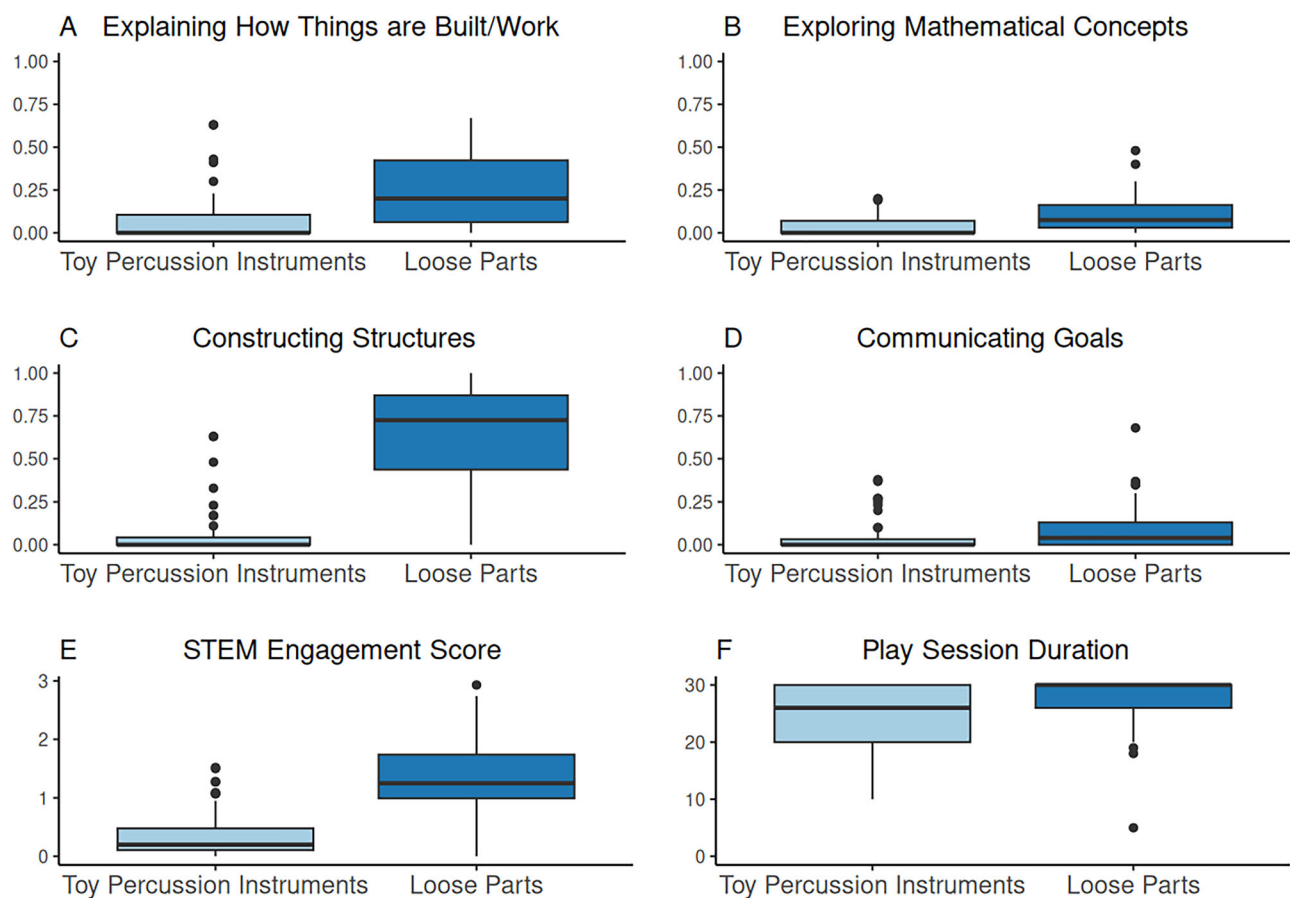 A Explaining How Things are Built/Work
1.00
0.75
0.50
0.25
0.00
Toy Percussion Instruments Loose Parts
B Exploring Mathematical Concepts
1.00
0.75
0.50
0.25
0.00
Toy Percussion Instruments Loose Parts
C Constructing Structures
1.00
0.75
0.50
0.25
0.00
Toy Percussion Instruments Loose Parts
D Communicating Goals
1.00
0.75
0.50
0.25
0.00
Toy Percussion Instruments Loose Parts
E STEM Engagement Score
3
2
1
0
Toy Percussion Instruments Loose Parts
F Play Session Duration
30
20
10
0
Toy Percussion Instruments Loose Parts